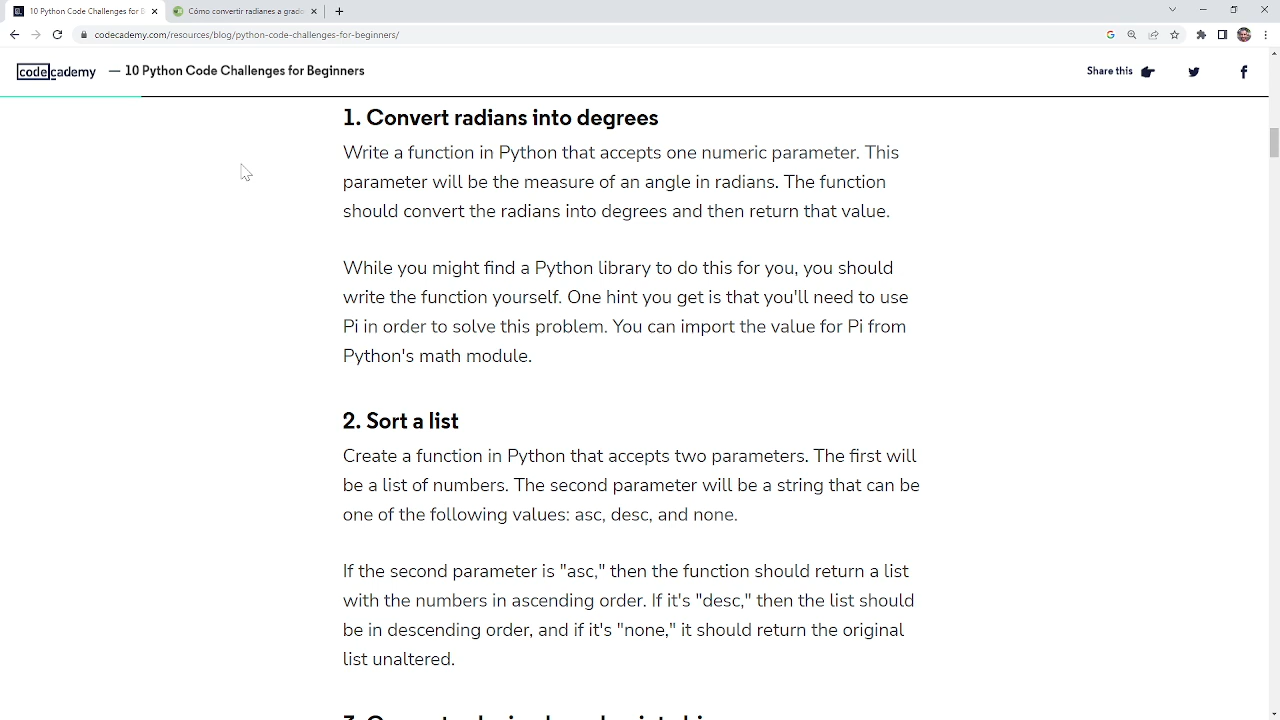 10 Python Code Challenges for B
Cómo convertir radianes a grado
codecademy.com/resources/blog/python-code-challenges-for-beginners/
codecademy — 10 Python Code Challenges for Beginners
Share this
1. Convert radians into degrees
Write a function in Python that accepts one numeric parameter. This
parameter will be the measure of an angle in radians. The function
should convert the radians into degrees and then return that value.
While you might find a Python library to do this for you, you should
write the function yourself. One hint you get is that you'll need to use
Pi in order to solve this problem. You can import the value for Pi from
Python's math module.
2. Sort a list
Create a function in Python that accepts two parameters. The first will
be a list of numbers. The second parameter will be a string that can be
one of the following values: asc, desc, and none.
If the second parameter is "asc," then the function should return a list
with the numbers in ascending order. If it's "desc," then the list should
be in descending order, and if it's "none," it should return the original
list unaltered.